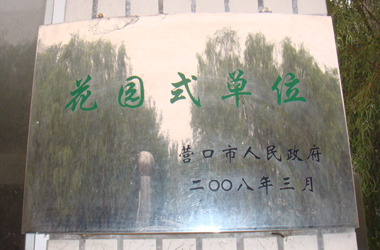 花园式单位
营口市人民政府
二〇〇八年三月